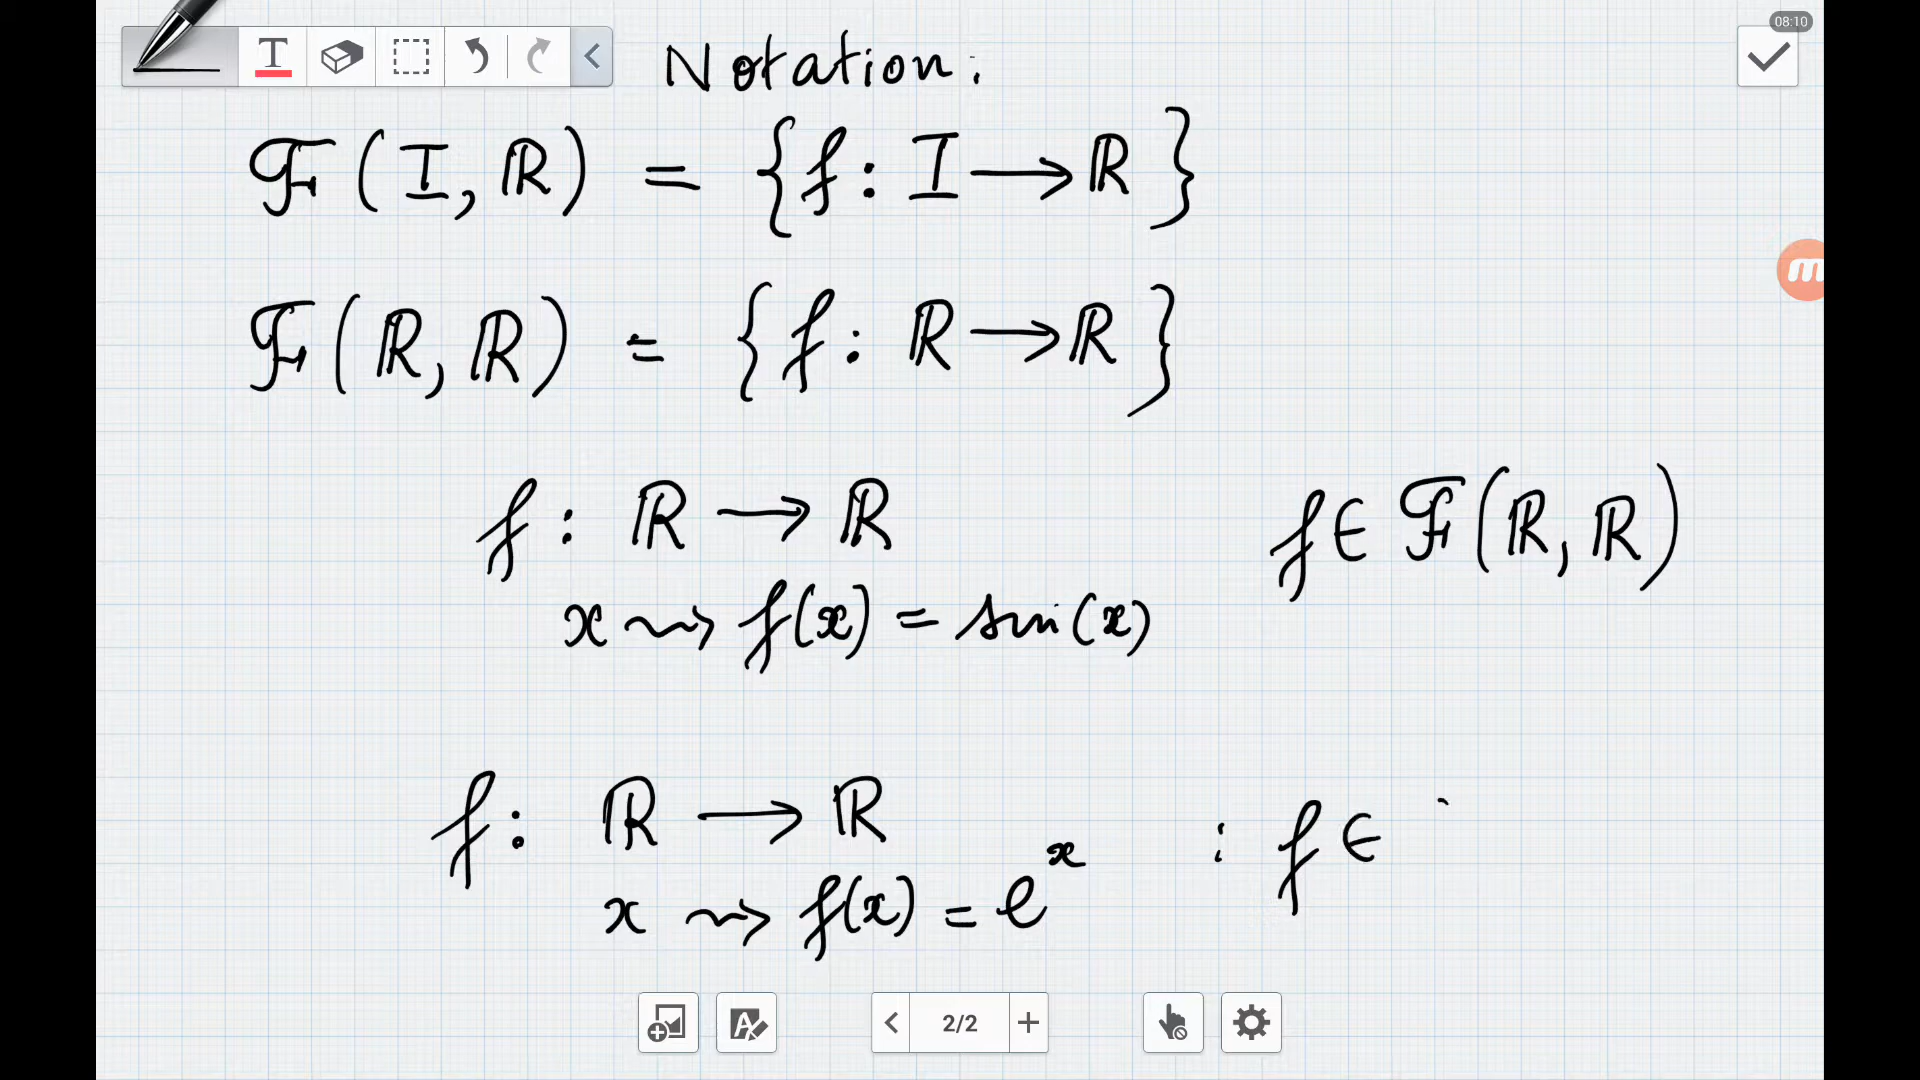 08:10
T
Notation:
ℱ(I, ℝ) = {f: I → ℝ}
ℱ(ℝ, ℝ) = {f: ℝ → ℝ}
f: ℝ → ℝ f ∈ ℱ(ℝ, ℝ)
x ⇝ f(x) = sin(x)
f: ℝ → ℝ : f ∈
x ⇝ f(x) = e^x
2/2